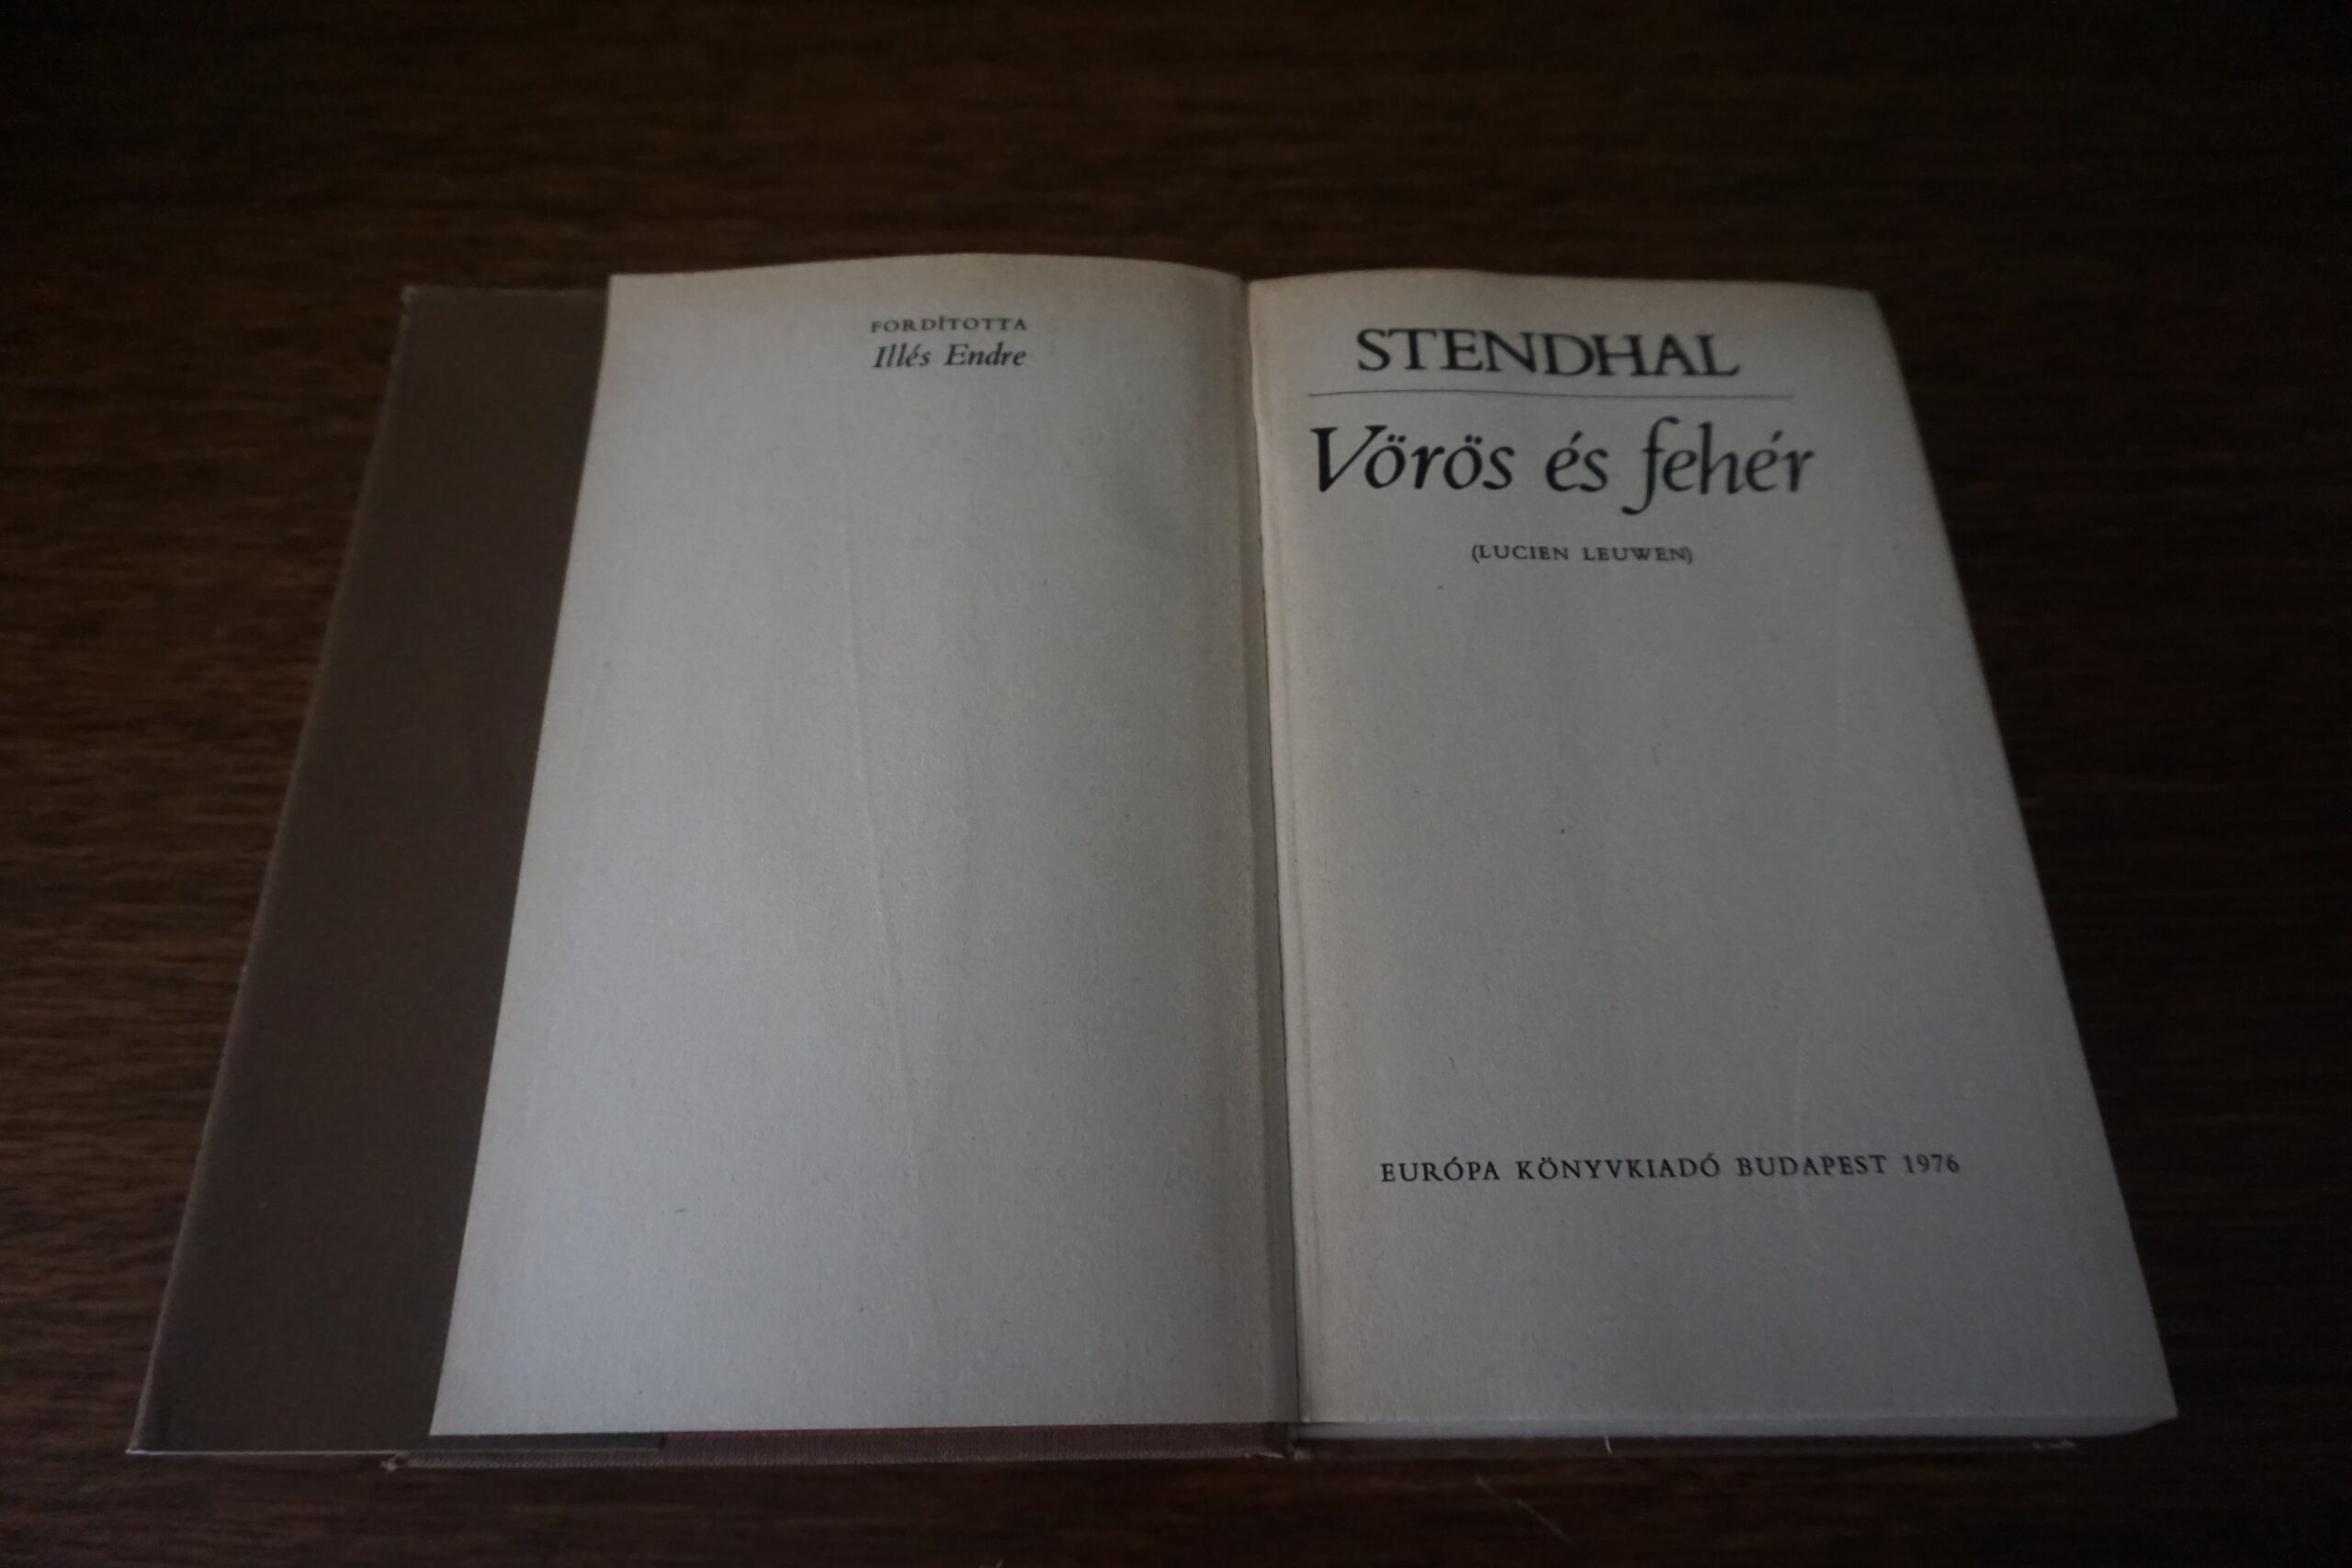 FORDÍTOTTA
Illés Endre
STENDHAL
Vörös és fehér
(LUCIEN LEUWEN)
EURÓPA KÖNYVKIADÓ BUDAPEST 1976